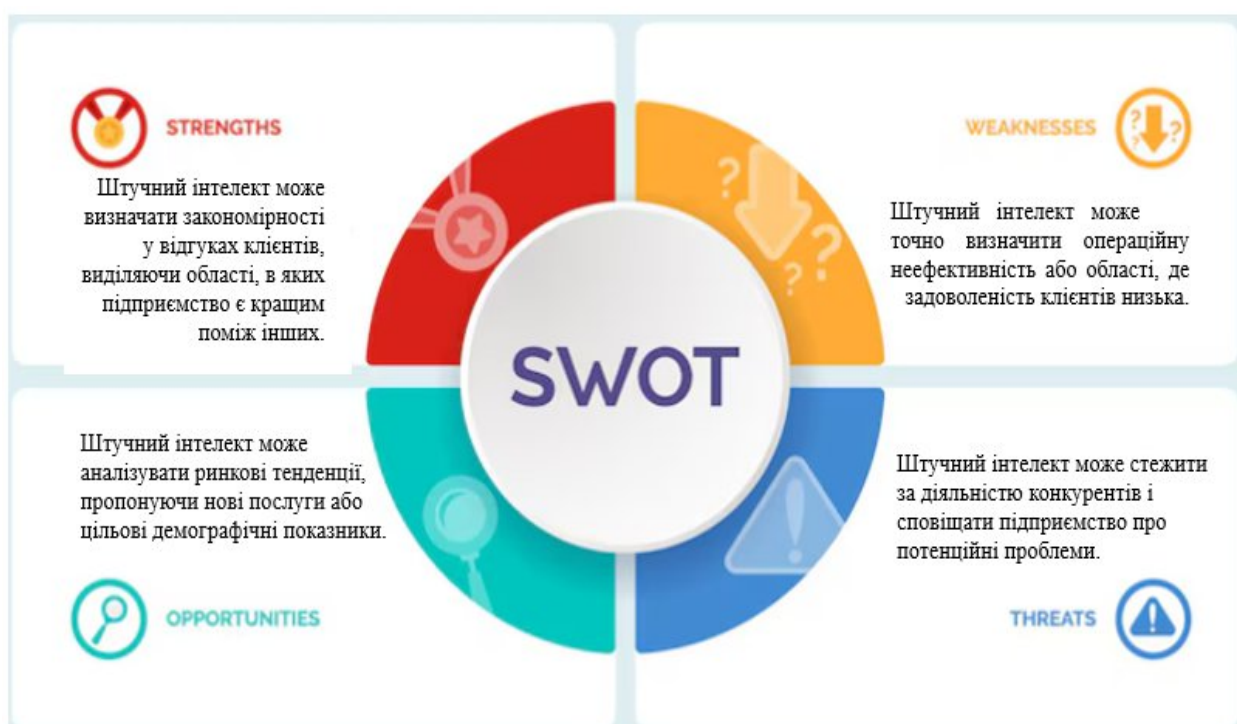 STRENGTHS
Штучний інтелект може
визначати закономірності
у відгуках клієнтів,
виділяючи області, в яких
підприємство є кращим
поміж інших.
WEAKNESSES
Штучний інтелект може
точно визначити операційну
неефективність або області, де
задоволеність клієнтів низька.
SWOT
Штучний інтелект може
аналізувати ринкові тенденції,
пропонуючи нові послуги або
цільові демографічні показники.
OPPORTUNITIES
Штучний інтелект може стежити
за діяльністю конкурентів і
сповіщати підприємство про
потенційні проблеми.
THREATS